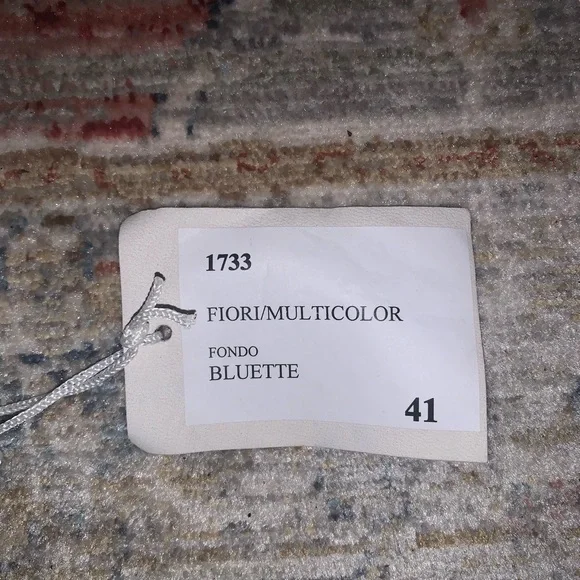 1733
FIORI/MULTICOLOR
FONDO
BLUETTE
41